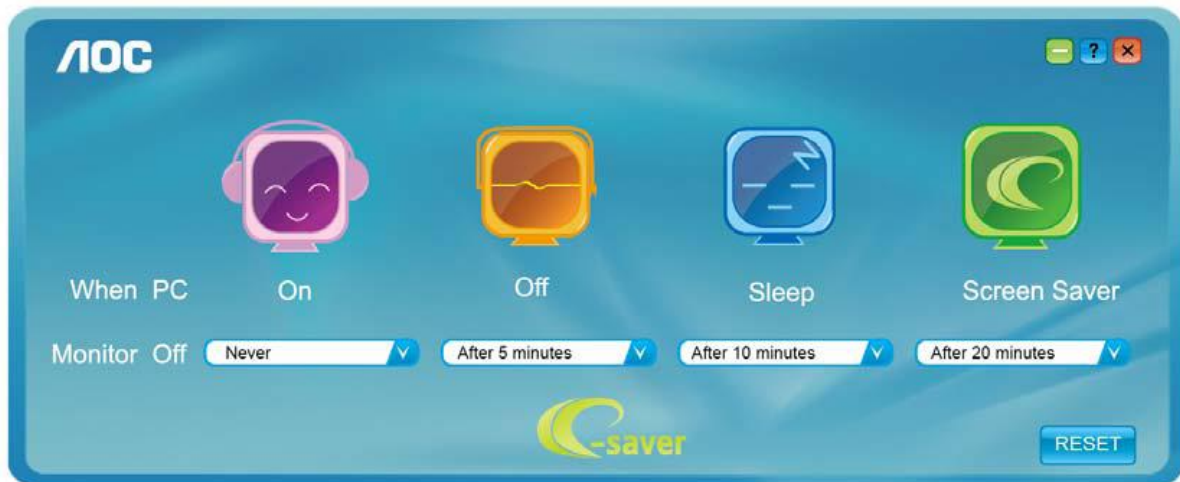 AOC
?
When PC On Off Sleep Screen Saver
Monitor Off Never After 5 minutes After 10 minutes After 20 minutes
e-saver
RESET